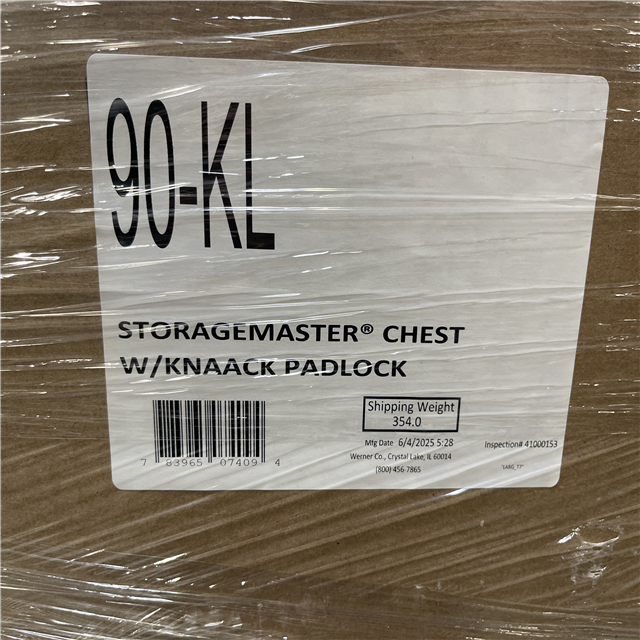 90-KL
STORAGEMASTER® CHEST
W/KNAACK PADLOCK
Shipping Weight
354.0
Mfg Date 6/4/2025 5:28
Inspection# 41000153
7 83965 07409 4
Werner Co., Crystal Lake, IL 60014
(800) 456-7865